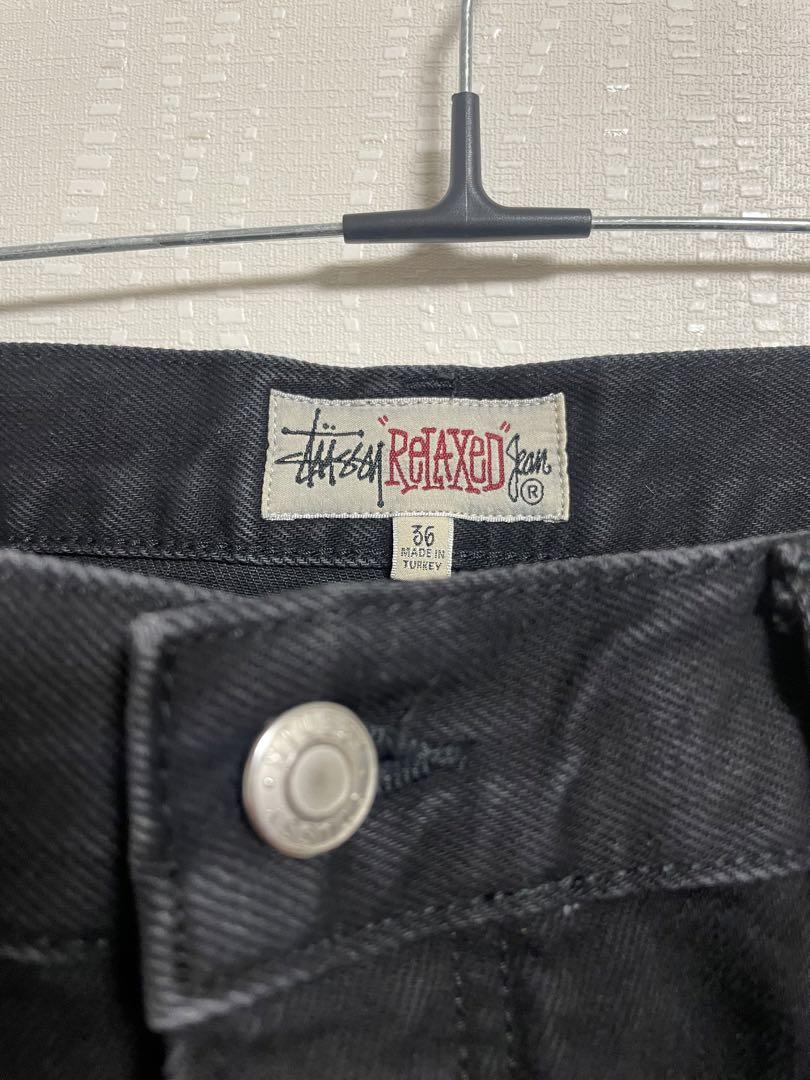 Stüssy "RELAXED" Jean ®
36
MADE IN
TURKEY